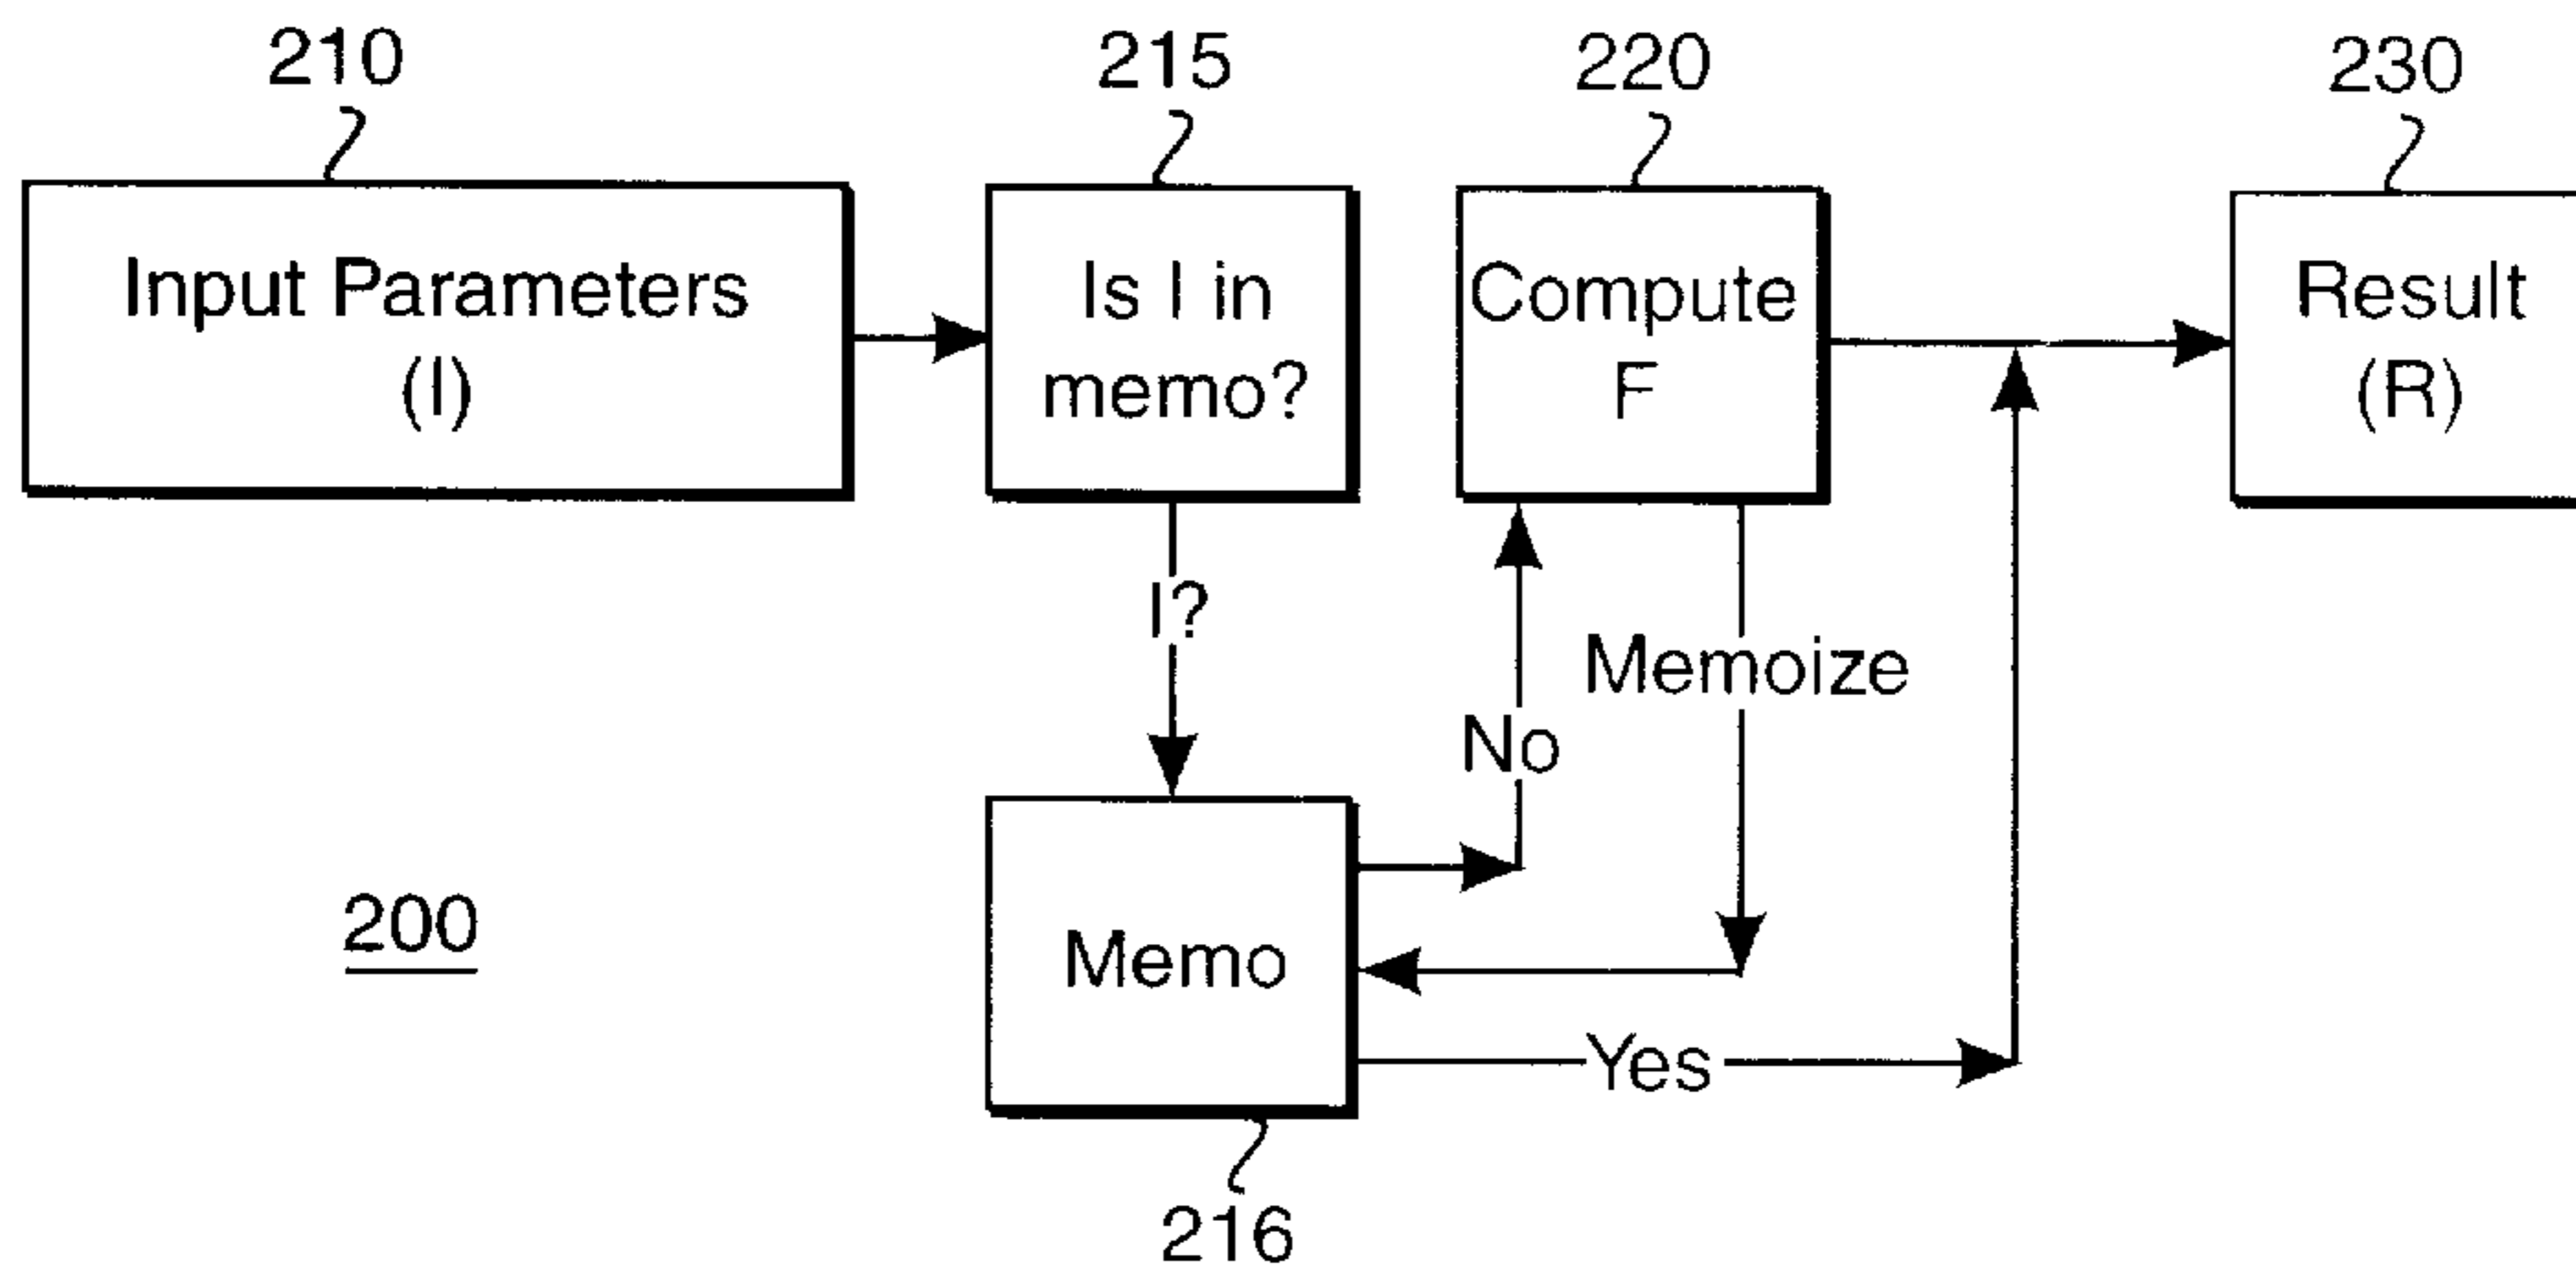 210
215
220
230
Input Parameters
(I)
Is I in
memo?
Compute
F
Result
(R)
I?
Memoize
No
Memo
Yes
200
216